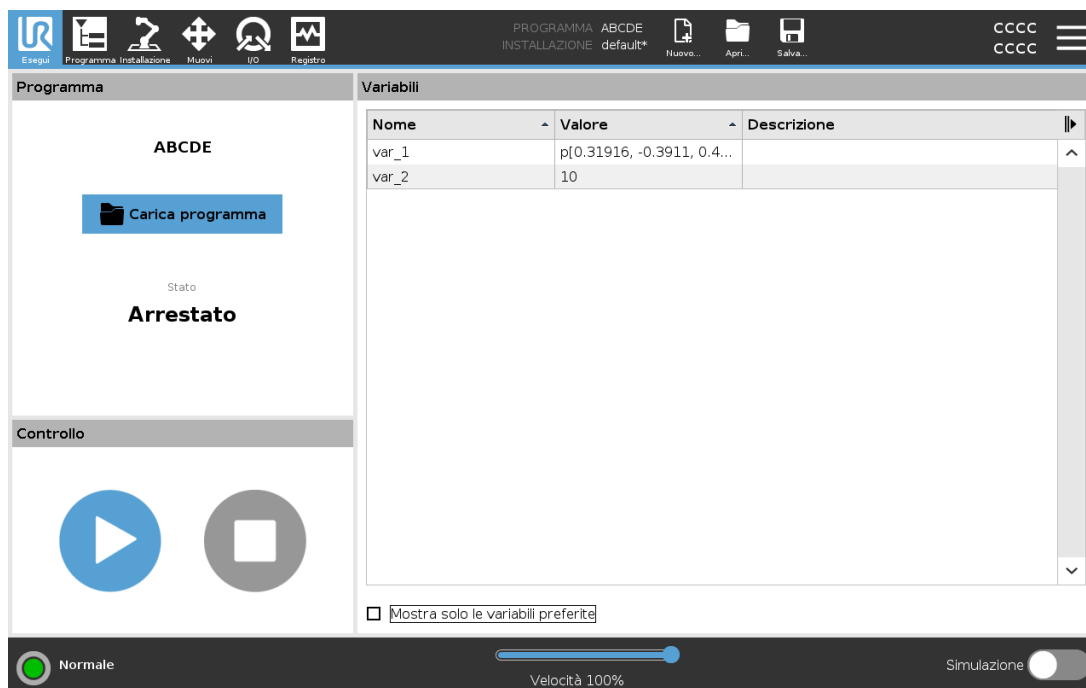 PROGRAMMA ABCDE
INSTALLAZIONE default*
CCCC
CCCC
Esegui Programma Installazione Muovi I/O Registro
Nuovo... Apri... Salva...
Programma
ABCDE
Carica programma
Stato
Arrestato
Controllo
Variabili
Nome Valore Descrizione
var_1 p[0.31916, -0.3911, 0.4...
var_2 10
Mostra solo le variabili preferite
Normale
Velocità 100%
Simulazione